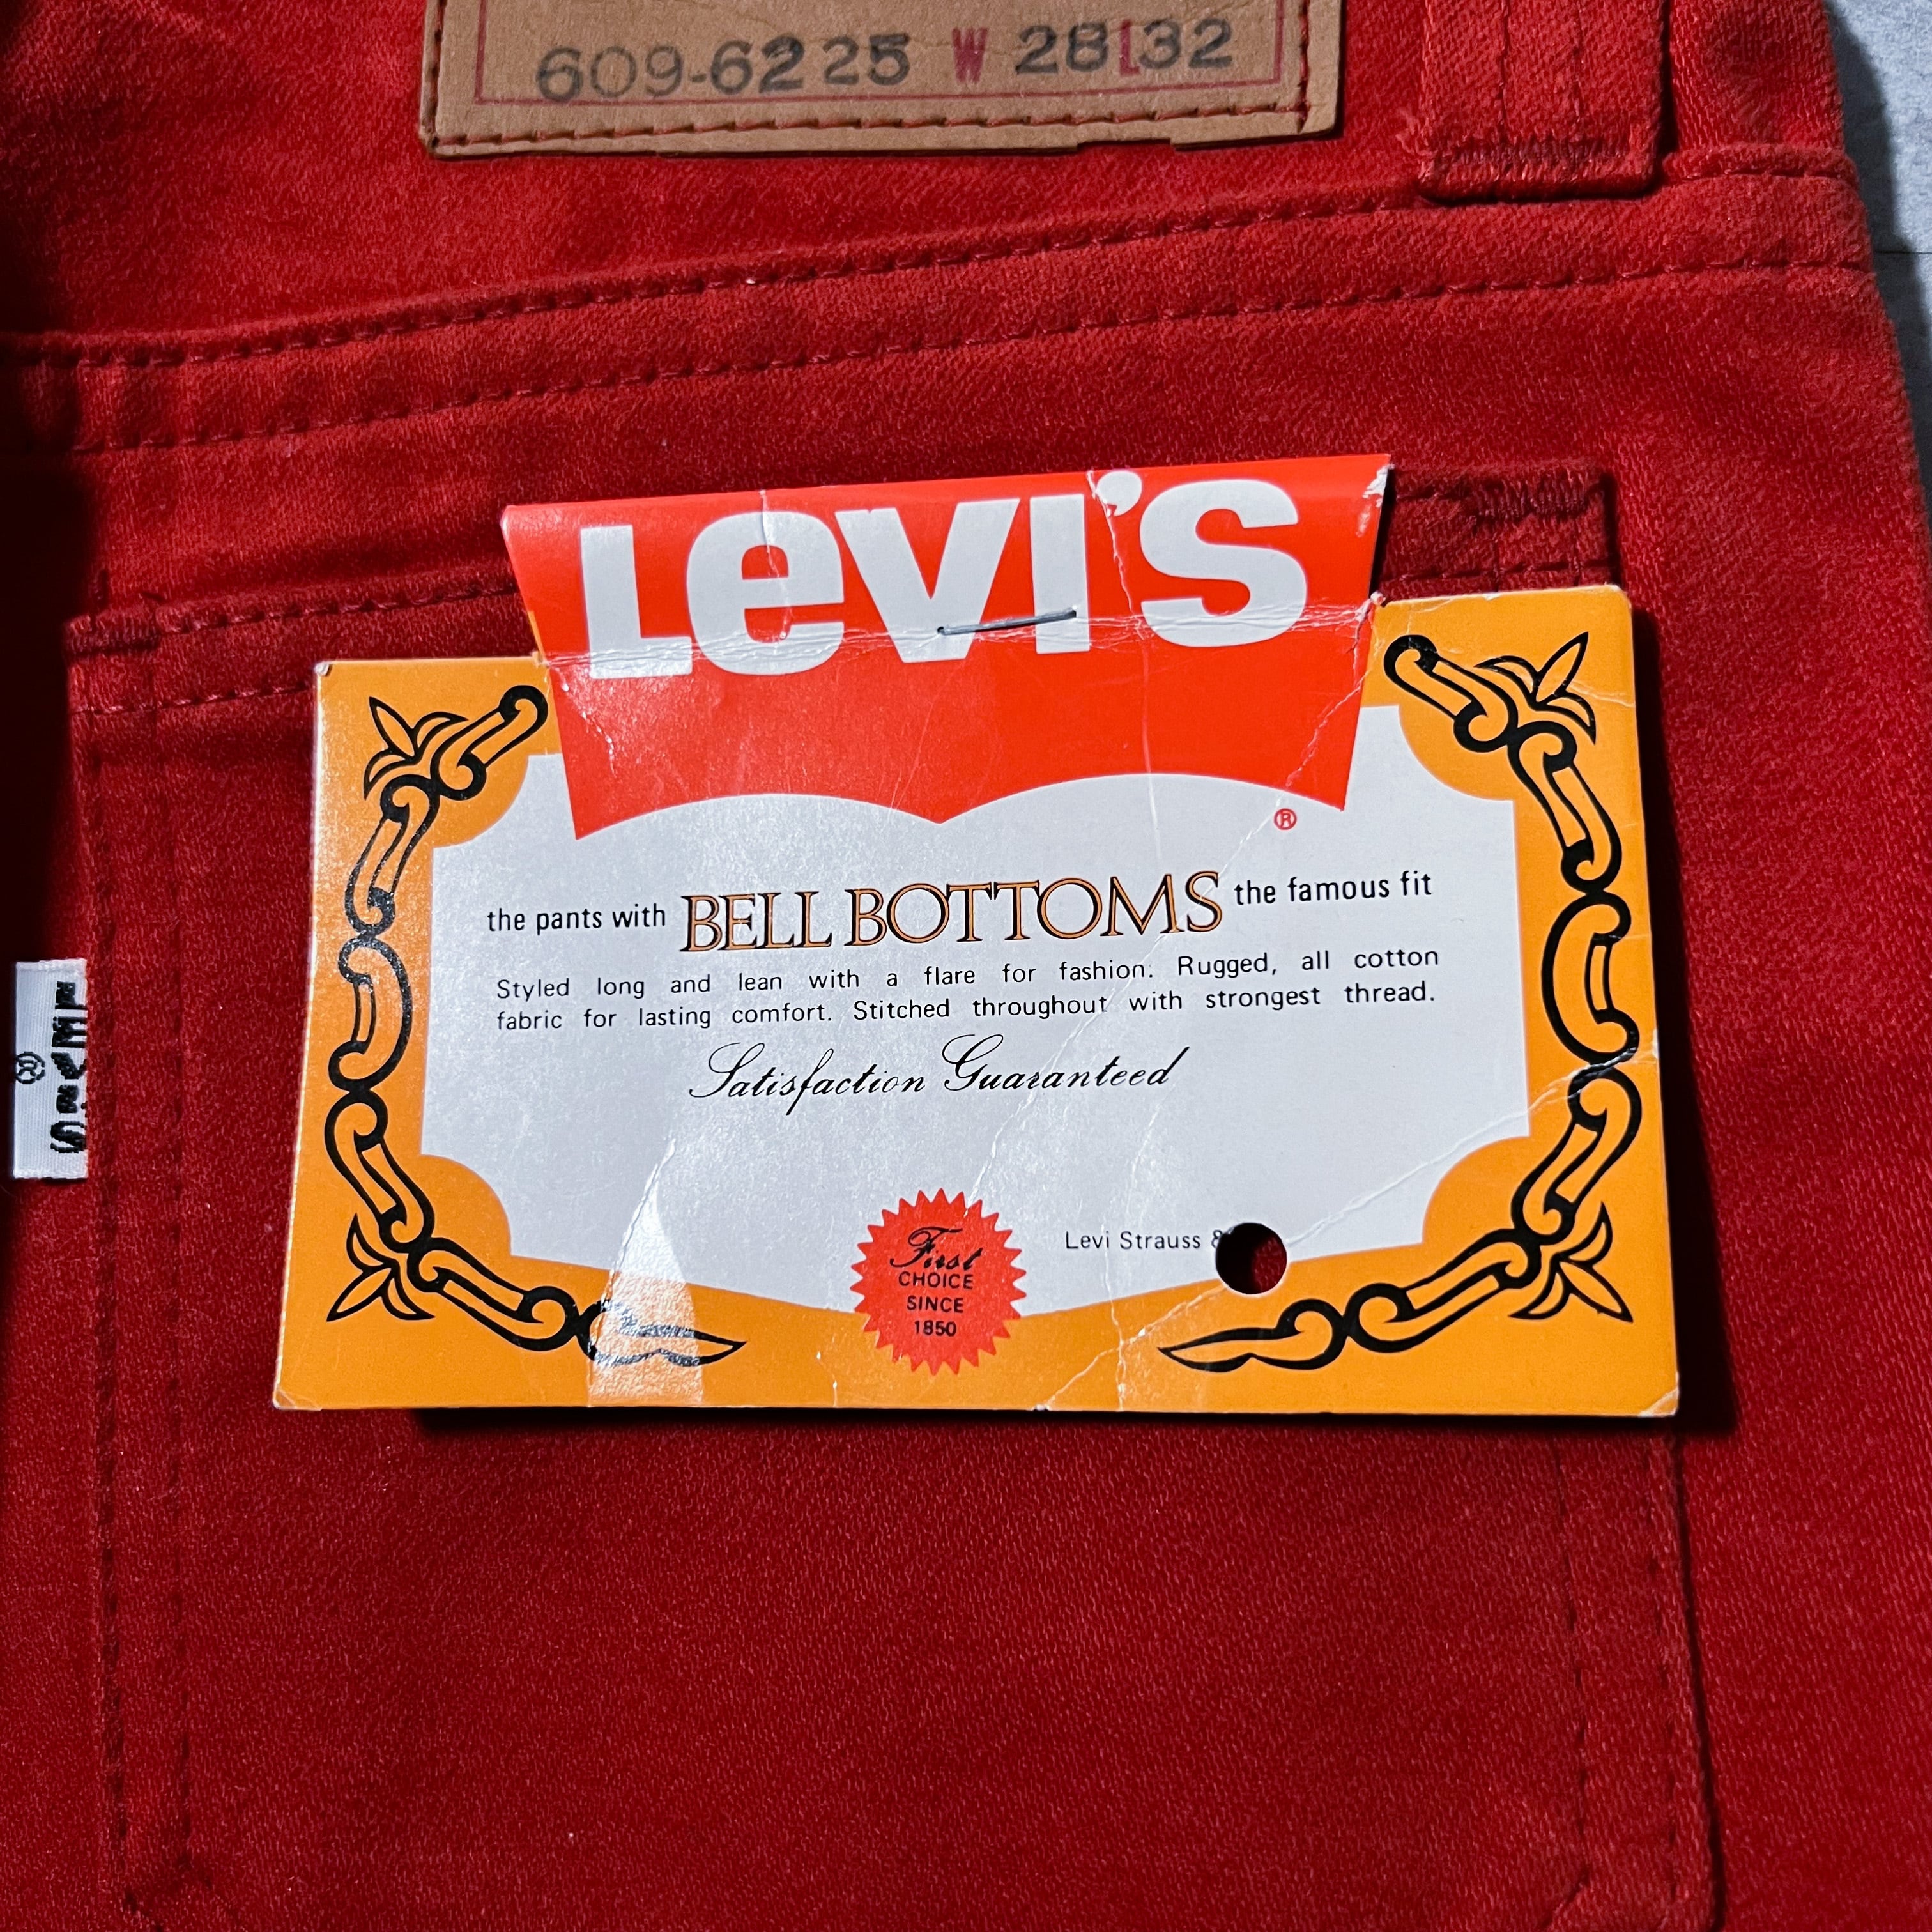 609-6225 W 28 L 32
Levi's
®
the pants with BELL BOTTOMS the famous fit
Styled long and lean with a flare for fashion. Rugged, all cotton
fabric for lasting comfort. Stitched throughout with strongest thread.
Satisfaction Guaranteed
Levi Strauss &
First
CHOICE
SINCE
1850
LEVI'S
®